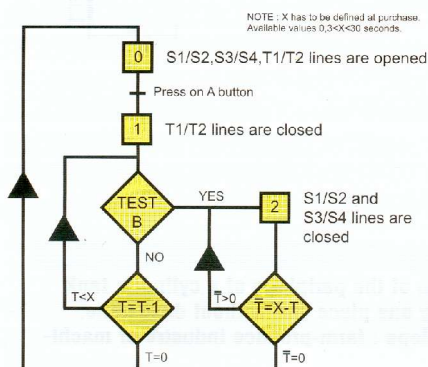 NOTE : X has to be defined at purchase.
Available values 0,3<X<30 seconds.
0
S1/S2,S3/S4,T1/T2 lines are opened
Press on A button
1
T1/T2 lines are closed
TEST
B
YES
2
S1/S2 and
S3/S4 lines are
closed
NO
T<X
T=T-1
T̅>0
T̅=X-T
T=0
T̅=0